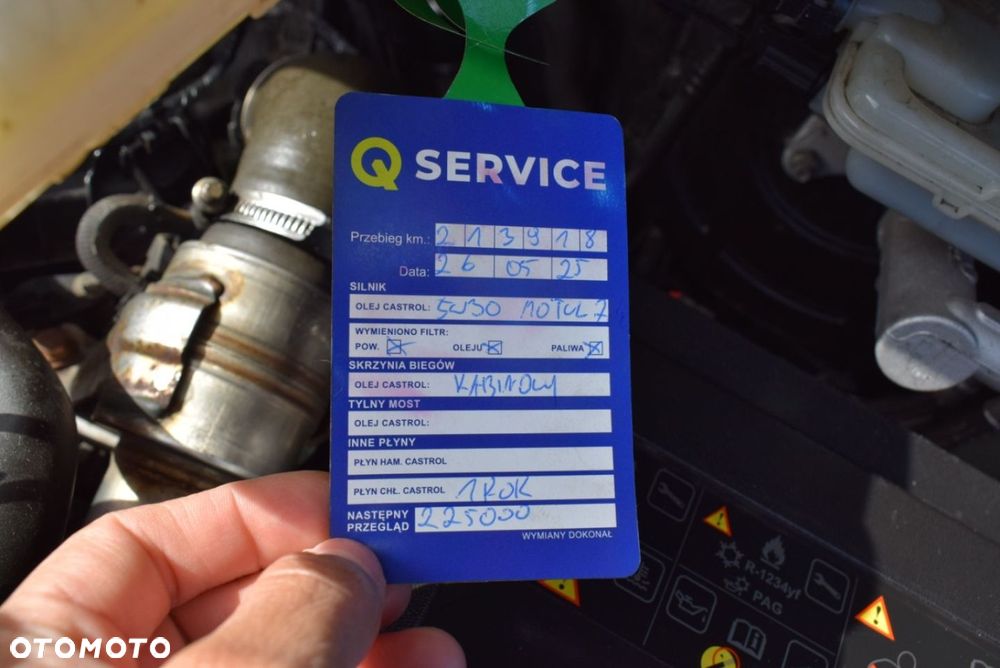 Q SERVICE
Przebieg km.: 213918
Data: 26 05 25
SILNIK
OLEJ CASTROL: 5W30 MOTUL 7
WYMIENIONO FILTR:
POW. OLEJU PALIWA
SKRZYNIA BIEGÓW
OLEJ CASTROL: KABINOWY
TYLNY MOST
OLEJ CASTROL:
INNE PŁYNY
PŁYN HAM. CASTROL
PŁYN CHŁ. CASTROL 1 ROK
NASTĘPNY PRZEGLĄD 225000
WYMIANY DOKONAŁ
R-1234yf
PAG
OTOMOTO